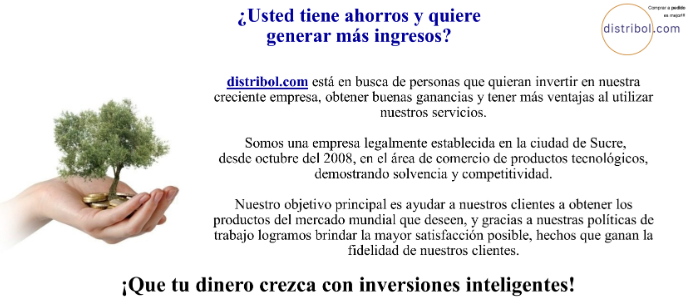 ¿Usted tiene ahorros y quiere
generar más ingresos?
Comprar a pedido
es mejor!!!
distribol.com
distribol.com está en busca de personas que quieran invertir en nuestra
creciente empresa, obtener buenas ganancias y tener más ventajas al utilizar
nuestros servicios.
Somos una empresa legalmente establecida en la ciudad de Sucre,
desde octubre del 2008, en el área de comercio de productos tecnológicos,
demostrando solvencia y competitividad.
Nuestro objetivo principal es ayudar a nuestros clientes a obtener los
productos del mercado mundial que deseen, y gracias a nuestras políticas de
trabajo logramos brindar la mayor satisfacción posible, hechos que ganan la
fidelidad de nuestros clientes.
¡Que tu dinero crezca con inversiones inteligentes!